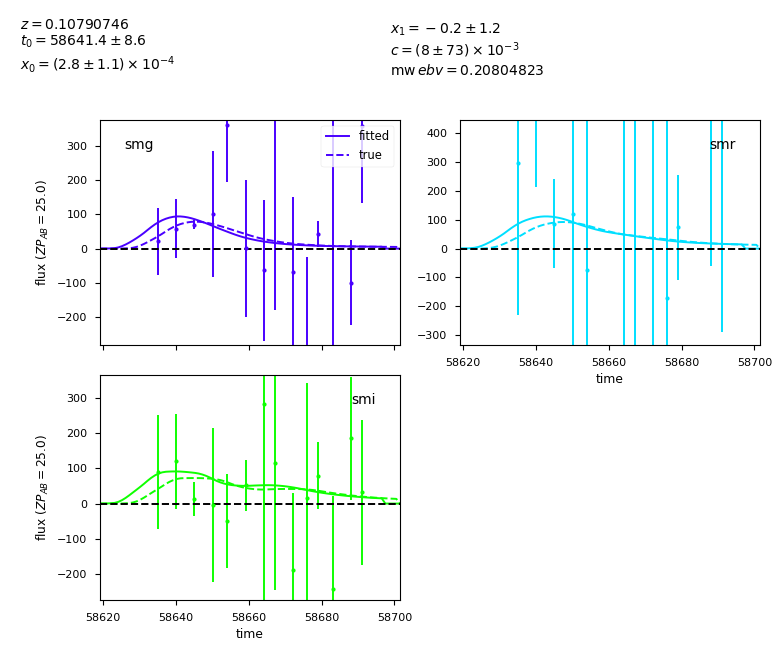 z = 0.10790746
t₀ = 58641.4 ± 8.6
x₀ = (2.8 ± 1.1) × 10⁻⁴
x₁ = −0.2 ± 1.2
c = (8 ± 73) × 10⁻³
mw ebv = 0.20804823
smg
fitted
true
300
200
100
0
−100
−200
flux (ZP_AB = 25.0)
smr
400
300
200
100
0
−100
−200
−300
58620 58640 58660 58680 58700
time
smi
300
200
100
0
−100
−200
flux (ZP_AB = 25.0)
58620 58640 58660 58680 58700
time